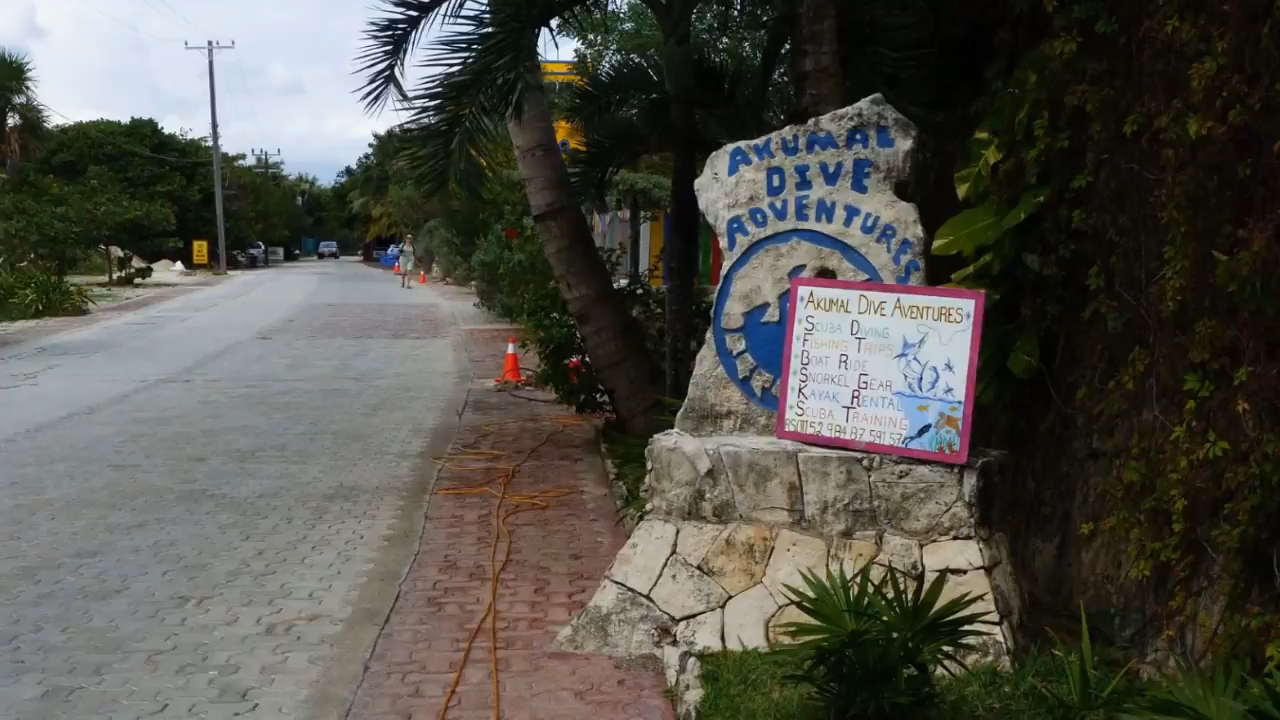 AKUMAL
DIVE
ADVENTURES
AKUMAL DIVE AVENTURES
SCUBA DIVING
FISHING TRIPS
BOAT RIDE
SNORKEL GEAR
KAYAK RENTAL
SCUBA TRAINING